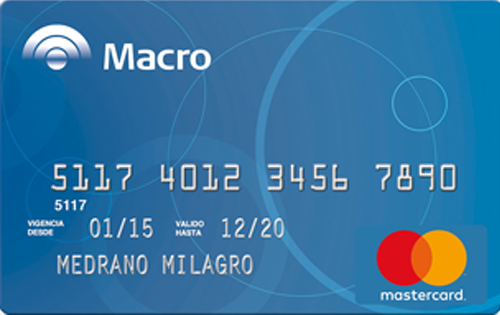 Macro
5117 4012 3456 7890
5117
VIGENCIA DESDE 01/15 VALIDO HASTA 12/20
MEDRANO MILAGRO
mastercard.